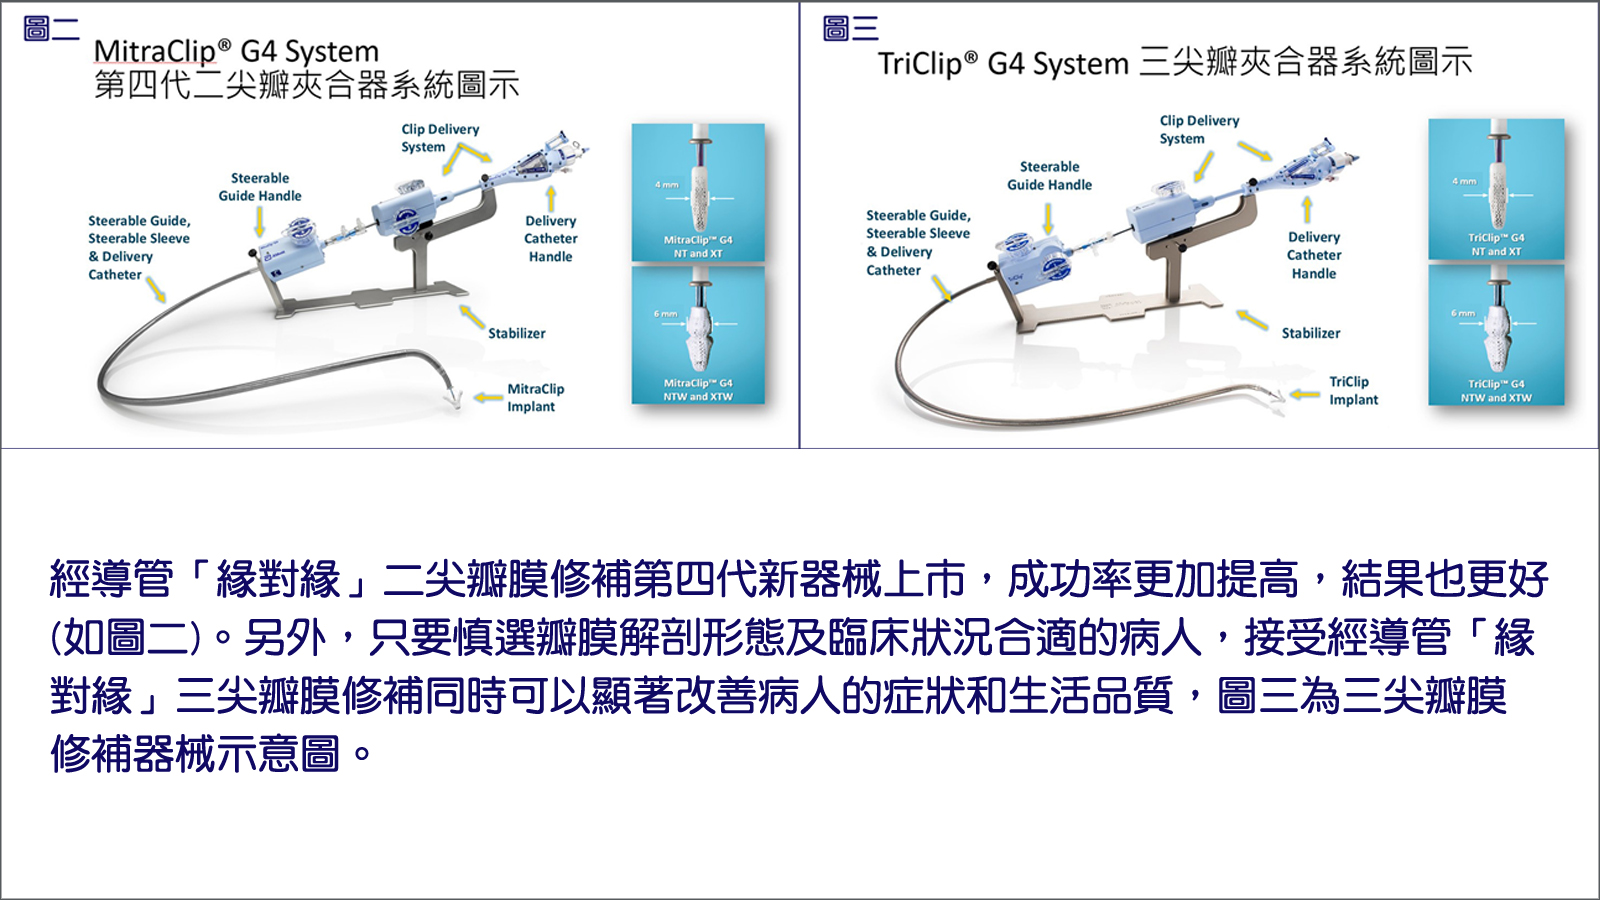 圖二
MitraClip® G4 System
第四代二尖瓣夾合器系統圖示
Clip Delivery
System
Steerable
Guide Handle
Steerable Guide,
Steerable Sleeve
& Delivery
Catheter
Delivery
Catheter
Handle
Stabilizer
MitraClip
Implant
4 mm
MitraClip™ G4
NT and XT
6 mm
MitraClip™ G4
NTW and XTW
圖三
TriClip® G4 System 三尖瓣夾合器系統圖示
Clip Delivery
System
Steerable
Guide Handle
Steerable Guide,
Steerable Sleeve
& Delivery
Catheter
Delivery
Catheter
Handle
Stabilizer
TriClip
Implant
4 mm
TriClip™ G4
NT and XT
6 mm
TriClip™ G4
NTW and XTW
經導管「緣對緣」二尖瓣膜修補第四代新器械上市，成功率更加提高，結果也更好
(如圖二)。另外，只要慎選瓣膜解剖形態及臨床狀況合適的病人，接受經導管「緣
對緣」三尖瓣膜修補同時可以顯著改善病人的症狀和生活品質，圖三為三尖瓣膜
修補器械示意圖。